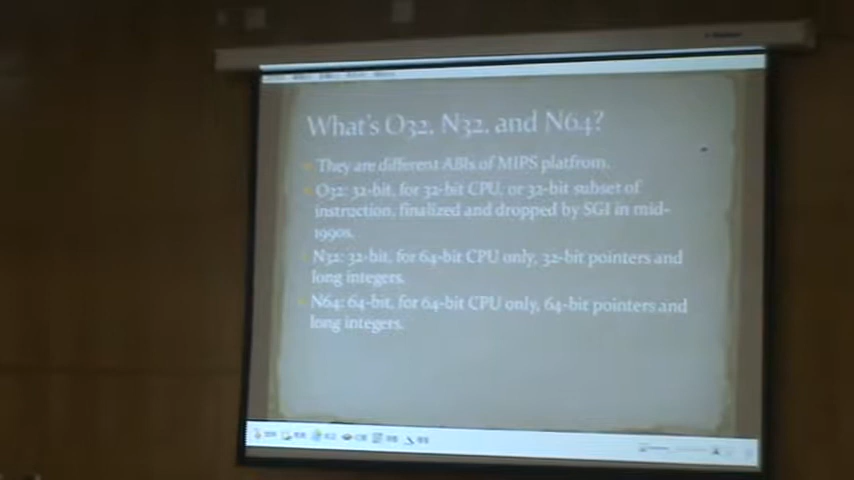 What's O32, N32, and N64?
They are different ABIs of MIPS platfrom.
O32: 32-bit, for 32-bit CPU, or 32-bit subset of
instruction, finalized and dropped by SGI in mid-
1990s.
N32: 32-bit, for 64-bit CPU only, 32-bit pointers and
long integers.
N64: 64-bit, for 64-bit CPU only, 64-bit pointers and
long integers.